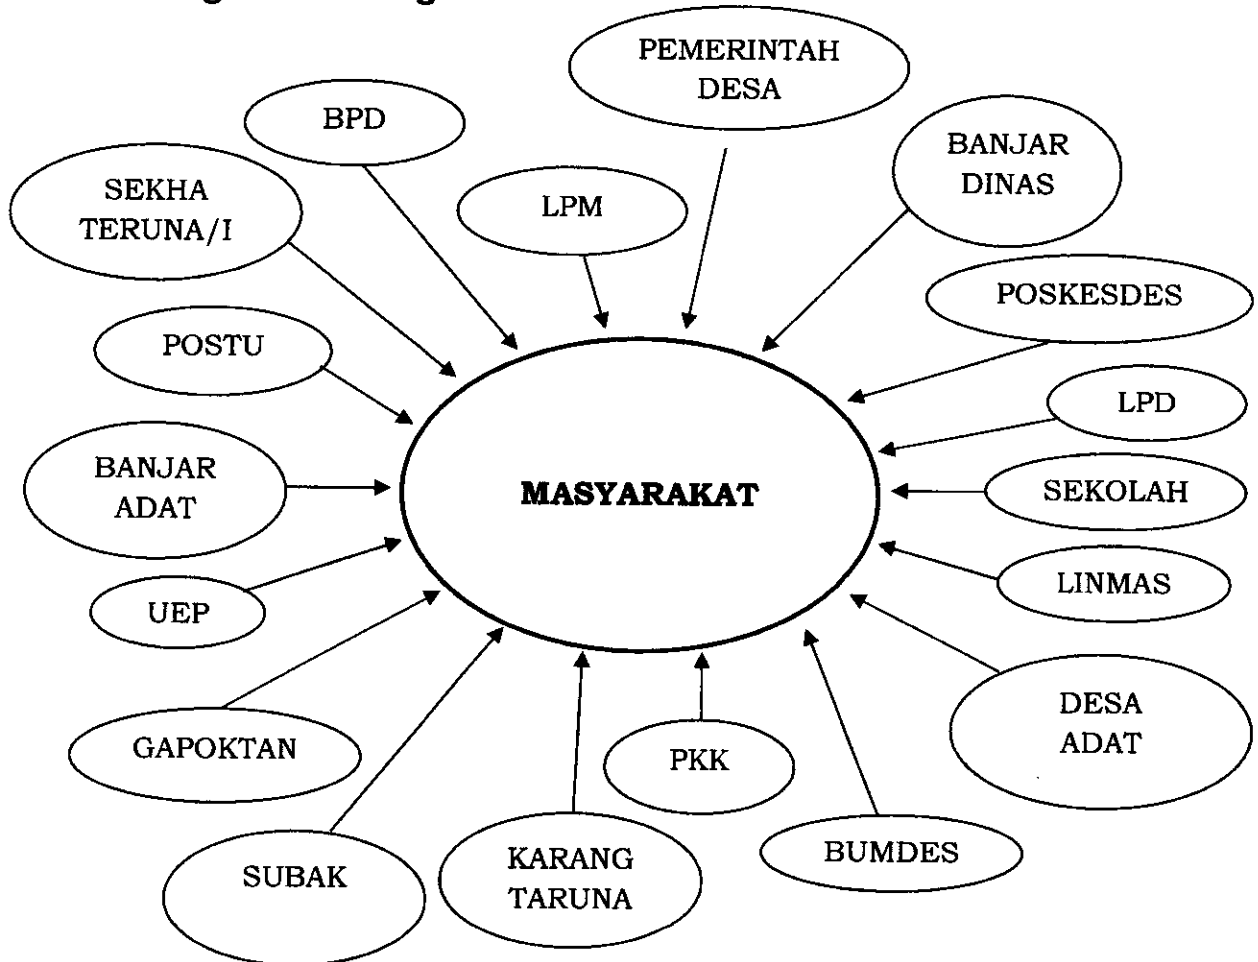 PEMERINTAH
DESA
BPD
BANJAR
DINAS
SEKHA
TERUNA/I
LPM
POSKESDES
POSTU
LPD
BANJAR
ADAT
MASYARAKAT
SEKOLAH
UEP
LINMAS
DESA
ADAT
GAPOKTAN
PKK
SUBAK
KARANG
TARUNA
BUMDES